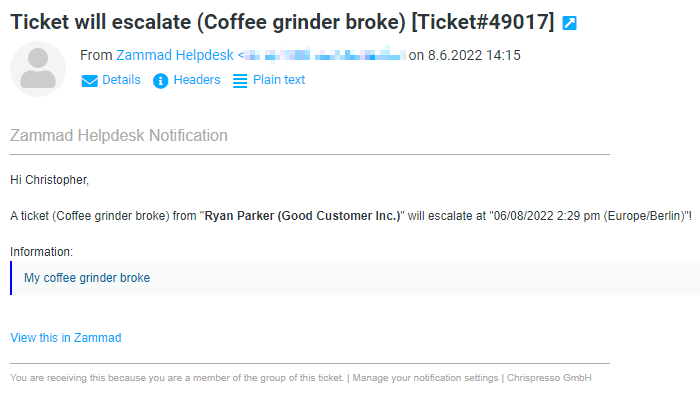 Ticket will escalate (Coffee grinder broke) [Ticket#49017]
From Zammad Helpdesk < on 8.6.2022 14:15
Details Headers Plain text
Zammad Helpdesk Notification
Hi Christopher,
A ticket (Coffee grinder broke) from "Ryan Parker (Good Customer Inc.)" will escalate at "06/08/2022 2:29 pm (Europe/Berlin)"!
Information:
My coffee grinder broke
View this in Zammad
You are receiving this because you are a member of the group of this ticket. | Manage your notification settings | Chrispresso GmbH